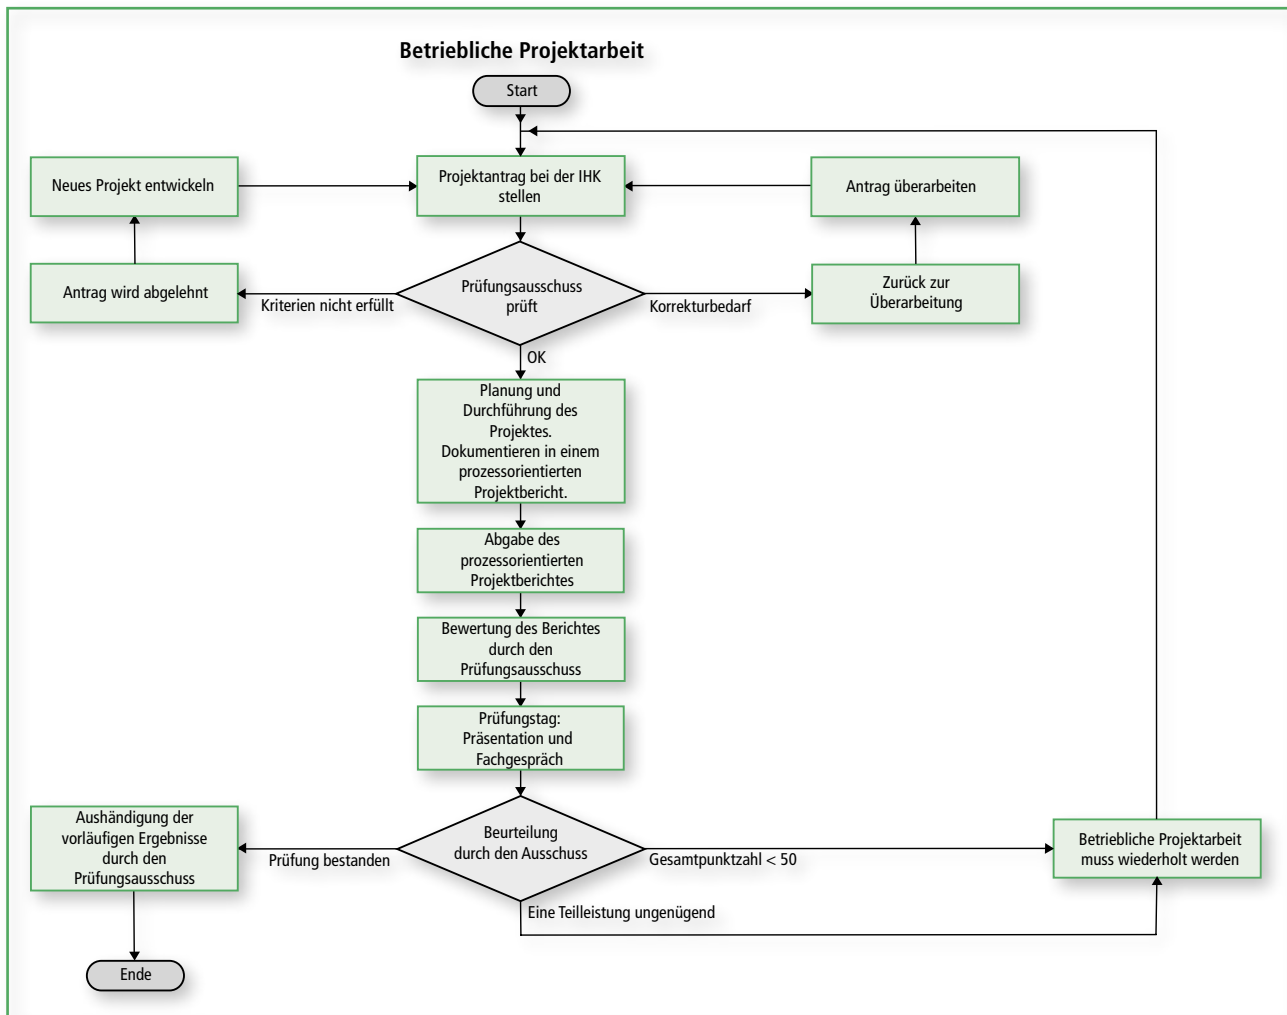 Betriebliche Projektarbeit
Start
Neues Projekt entwickeln
Projektantrag bei der IHK
stellen
Antrag überarbeiten
Antrag wird abgelehnt
Kriterien nicht erfüllt
Prüfungsausschuss
prüft
Korrekturbedarf
Zurück zur
Überarbeitung
OK
Planung und
Durchführung des
Projektes.
Dokumentieren in einem
prozessorientierten
Projektbericht.
Abgabe des
prozessorientierten
Projektberichtes
Bewertung des Berichtes
durch den
Prüfungsausschuss
Prüfungstag:
Präsentation und
Fachgespräch
Aushändigung der
vorläufigen Ergebnisse
durch den
Prüfungsausschuss
Prüfung bestanden
Beurteilung
durch den Ausschuss
Gesamtpunktzahl < 50
Betriebliche Projektarbeit
muss wiederholt werden
Eine Teilleistung ungenügend
Ende